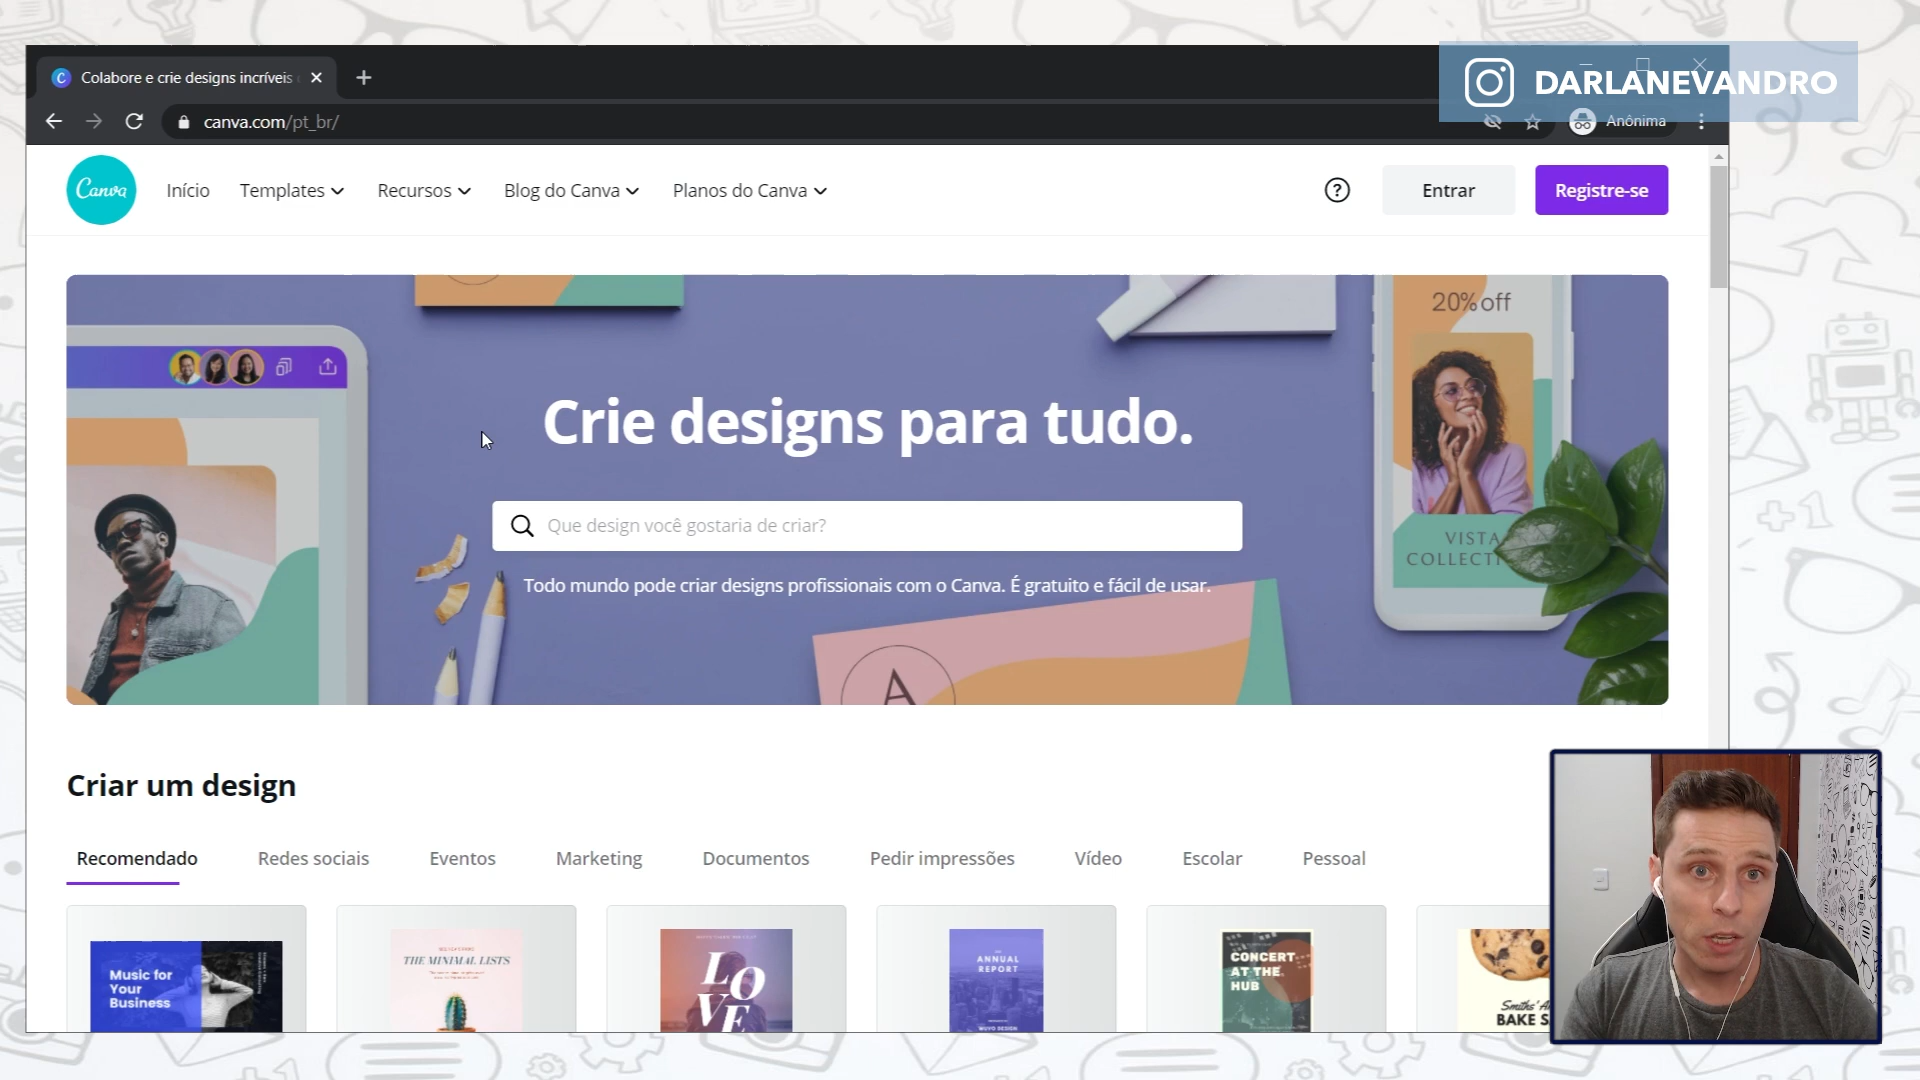 Colabore e crie designs incríveis
DARLANEVANDRO
canva.com/pt_br/
Anônima
Canva
Início
Templates
Recursos
Blog do Canva
Planos do Canva
Entrar
Registre-se
20% off
Crie designs para tudo.
Que design você gostaria de criar?
VISTA
Todo mundo pode criar designs profissionais com o Canva. É gratuito e fácil de usar.
A
Criar um design
Recomendado
Redes sociais
Eventos
Marketing
Documentos
Pedir impressões
Vídeo
Escolar
Pessoal
Music for
Your
Business
THE MINIMAL LISTS
LO
VE
ANNUAL
REPORT
WUVO DESIGN
CONCERT
AT THE
HUB
BAKE
+1